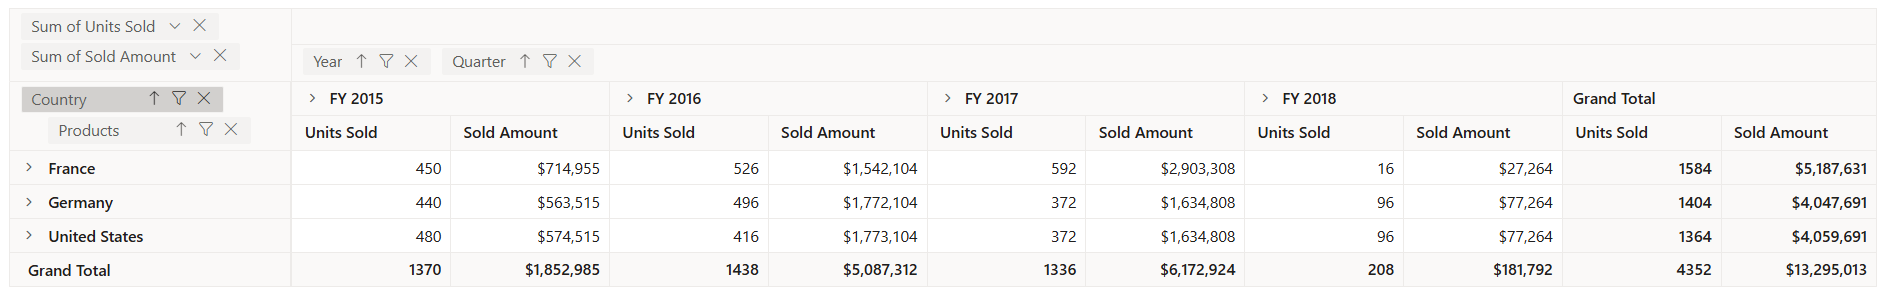 Sum of Units Sold
Sum of Sold Amount
Year Quarter
Country
Products
FY 2015 FY 2016 FY 2017 FY 2018 Grand Total
Units Sold Sold Amount Units Sold Sold Amount Units Sold Sold Amount Units Sold Sold Amount Units Sold Sold Amount
France 450 $714,955 526 $1,542,104 592 $2,903,308 16 $27,264 1584 $5,187,631
Germany 440 $563,515 496 $1,772,104 372 $1,634,808 96 $77,264 1404 $4,047,691
United States 480 $574,515 416 $1,773,104 372 $1,634,808 96 $77,264 1364 $4,059,691
Grand Total 1370 $1,852,985 1438 $5,087,312 1336 $6,172,924 208 $181,792 4352 $13,295,013